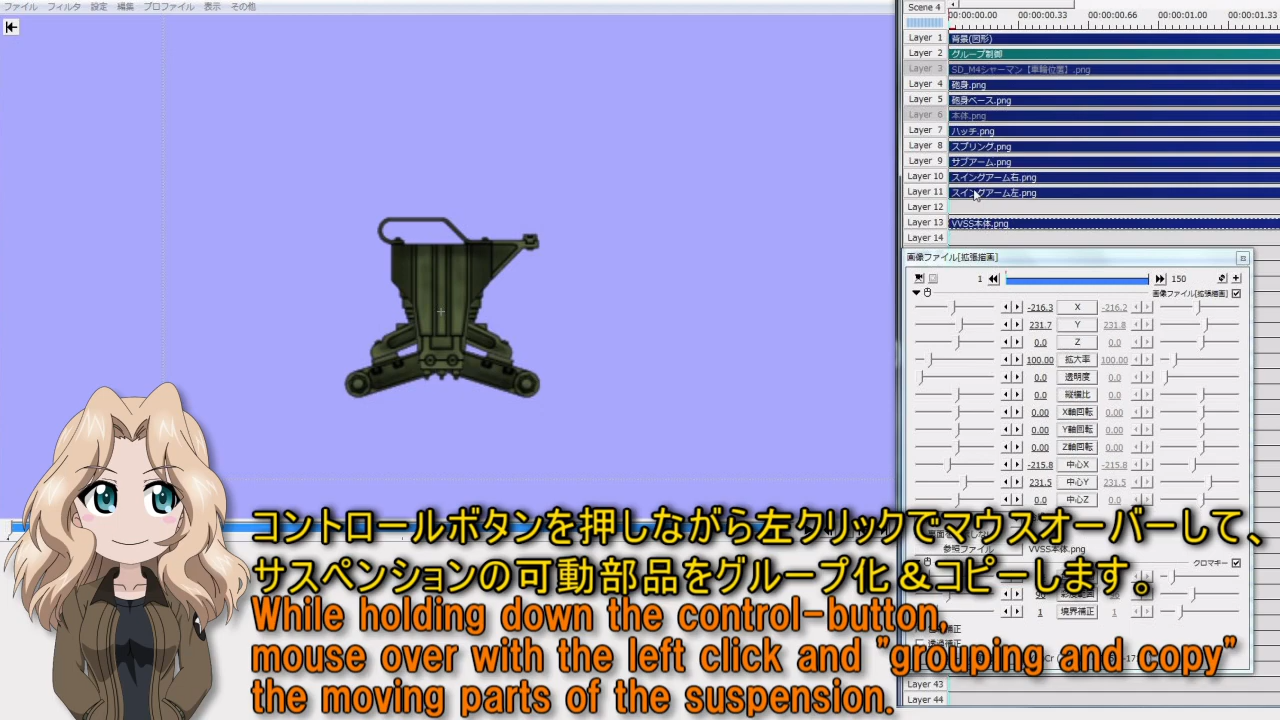 ファイル フィルタ 設定 編集 プロファイル 表示 その他
Scene 4
00:00:00.00 00:00:00.33 00:00:00.66 00:00:01.00 00:00:01.33
Layer 1 背景(図形)
Layer 2 グループ制御
Layer 3 SD_M4シャーマン【車輪位置】.png
Layer 4 砲身.png
Layer 5 砲身ベース.png
Layer 6 本体.png
Layer 7 ハッチ.png
Layer 8 スプリング.png
Layer 9 サブアーム.png
Layer 10 スイングアーム右.png
Layer 11 スイングアーム左.png
Layer 12
Layer 13 VVSS本体.png
Layer 14
画像ファイル[拡張描画]
1 150
画像ファイル[拡張描画]
-216.3 X -216.2
231.7 Y 231.8
0.0 Z 0.0
100.00 拡大率 100.00
0.0 透明度 0.0
0.0 縦横比 0.0
0.00 X軸回転 0.00
0.00 Y軸回転 0.00
0.00 Z軸回転 0.00
-215.8 中心X -215.8
231.5 中心Y 231.5
0.0 中心Z 0.0
コントロールボタンを押しながら左クリックでマウスオーバーして、
参照ファイル VVSS本体.png
クロマキー
サスペンションの可動部品をグループ化＆コピーします。
1 境界補正 1
While holding down the control-button,
mouse over with the left click and "grouping and copy"
the moving parts of the suspension.
Layer 43
Layer 44